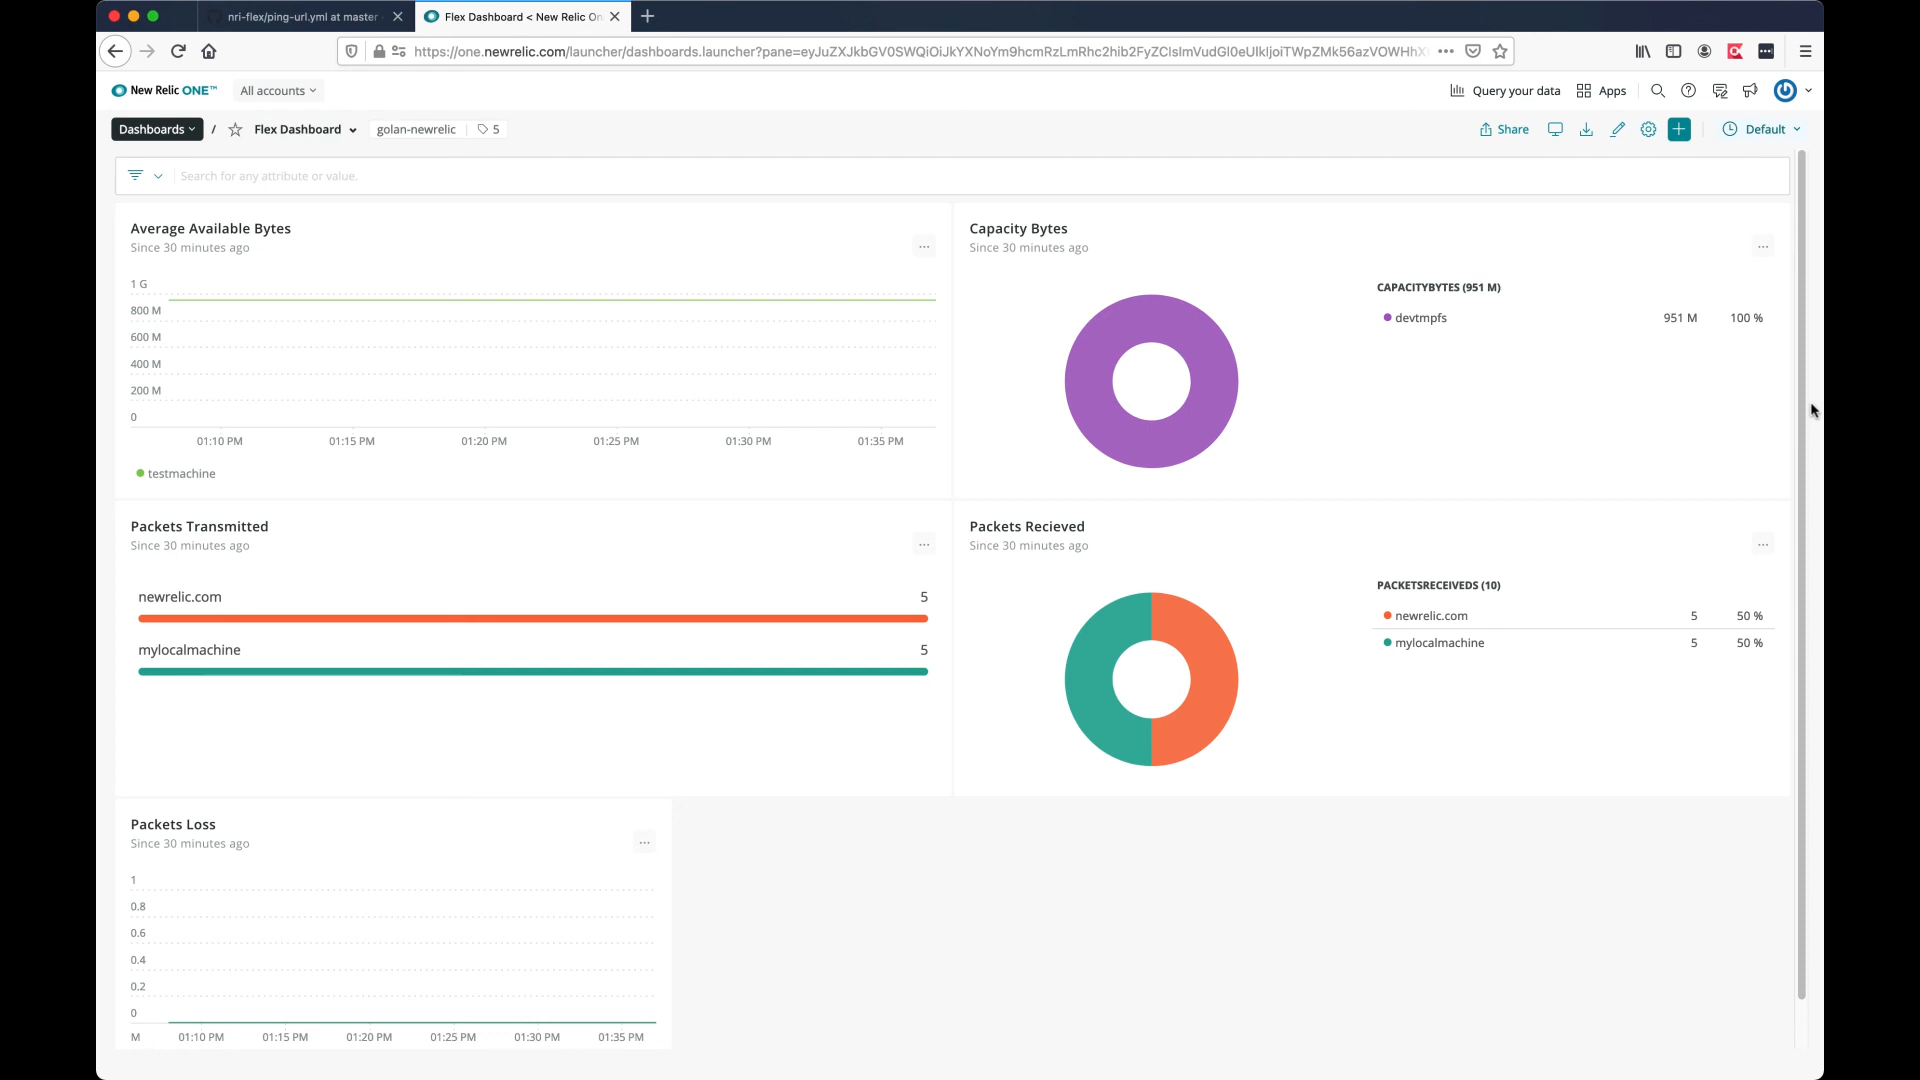 nri-flex/ping-url.yml at master
Flex Dashboard < New Relic On
https://one.newrelic.com/launcher/dashboards.launcher?pane=eyJuZXJkbGV0SWQiOiJkYXNoYm9hcmRzLmRhc2hib2FyZCIsImVudGl0eUlkIjoiTWpZMk56azVOWHhX
New Relic ONE™
All accounts
Query your data
Apps
Dashboards
/
Flex Dashboard
golan-newrelic
5
Share
Default
Search for any attribute or value.
Average Available Bytes
Since 30 minutes ago
...
1 G
800 M
600 M
400 M
200 M
0
01:10 PM 01:15 PM 01:20 PM 01:25 PM 01:30 PM 01:35 PM
testmachine
Capacity Bytes
Since 30 minutes ago
...
CAPACITYBYTES (951 M)
devtmpfs 951 M 100 %
Packets Transmitted
Since 30 minutes ago
...
newrelic.com 5
mylocalmachine 5
Packets Recieved
Since 30 minutes ago
...
PACKETSRECEIVEDS (10)
newrelic.com 5 50 %
mylocalmachine 5 50 %
Packets Loss
Since 30 minutes ago
...
1
0.8
0.6
0.4
0.2
0
M 01:10 PM 01:15 PM 01:20 PM 01:25 PM 01:30 PM 01:35 PM